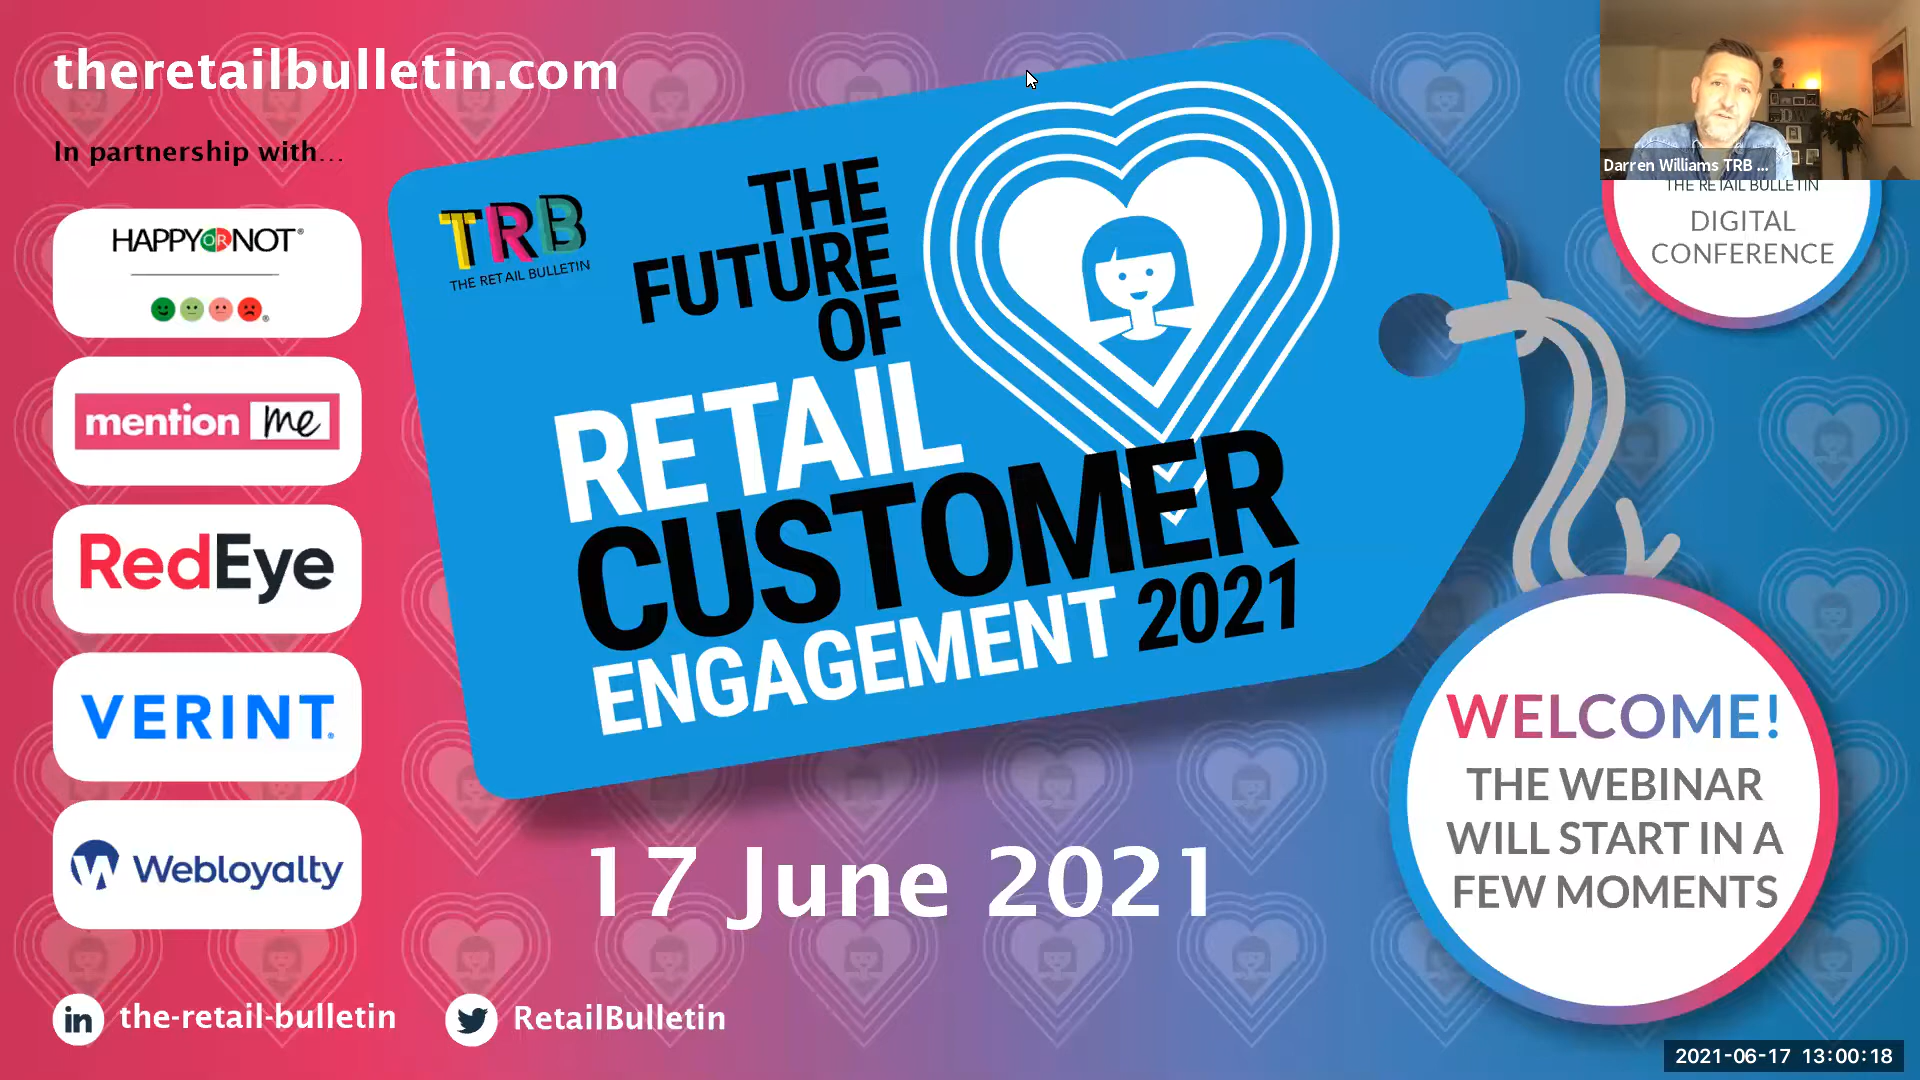 theretailbulletin.com
In partnership with...
HAPPY OR NOT®
mention me
RedEye
VERINT.
Webloyalty
the-retail-bulletin
RetailBulletin
TRB
THE RETAIL BULLETIN
THE
FUTURE
OF
RETAIL
CUSTOMER
ENGAGEMENT 2021
17 June 2021
Darren Williams TRB ...
THE RETAIL BULLETIN
DIGITAL
CONFERENCE
WELCOME!
THE WEBINAR
WILL START IN A
FEW MOMENTS
2021-06-17 13:00:18